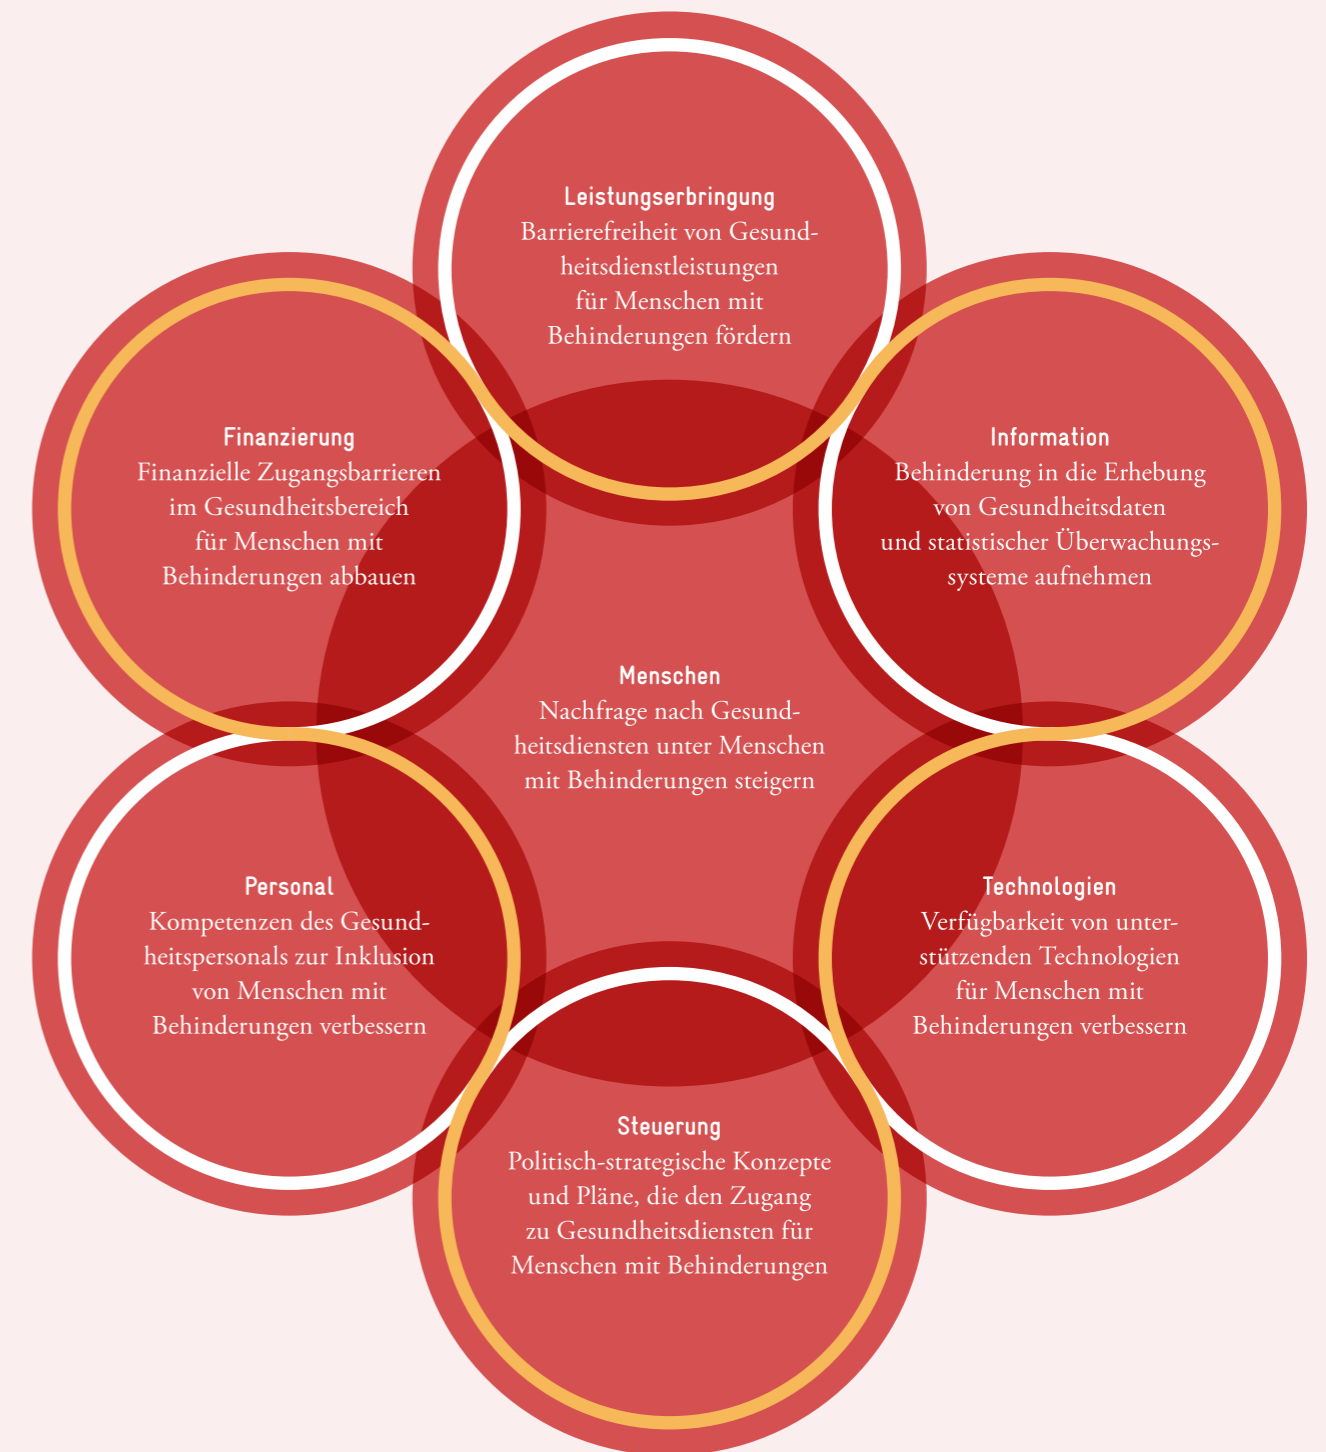 Leistungserbringung
Barrierefreiheit von Gesund-
heitsdienstleistungen
für Menschen mit
Behinderungen fördern
Finanzierung
Finanzielle Zugangsbarrieren
im Gesundheitsbereich
für Menschen mit
Behinderungen abbauen
Information
Behinderung in die Erhebung
von Gesundheitsdaten
und statistischer Überwachungs-
systeme aufnehmen
Menschen
Nachfrage nach Gesund-
heitsdiensten unter Menschen
mit Behinderungen steigern
Personal
Kompetenzen des Gesund-
heitspersonals zur Inklusion
von Menschen mit
Behinderungen verbessern
Technologien
Verfügbarkeit von unter-
stützenden Technologien
für Menschen mit
Behinderungen verbessern
Steuerung
Politisch-strategische Konzepte
und Pläne, die den Zugang
zu Gesundheitsdiensten für
Menschen mit Behinderungen